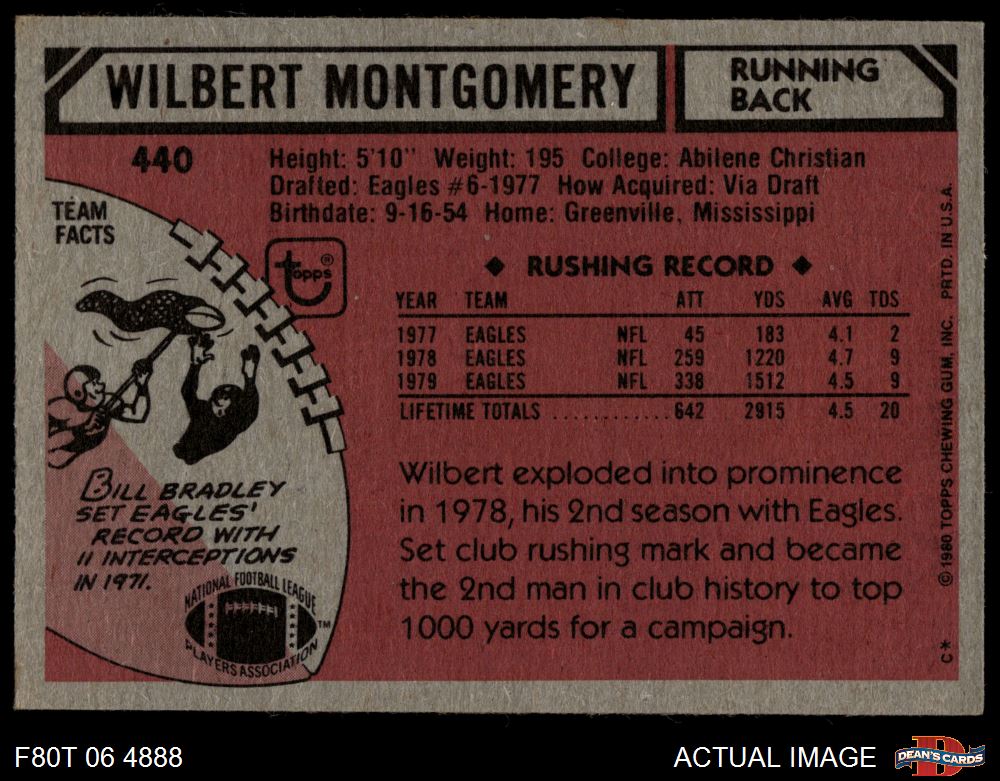 WILBERT MONTGOMERY
RUNNING
BACK
440
Height: 5'10" Weight: 195 College: Abilene Christian
Drafted: Eagles #6-1977 How Acquired: Via Draft
Birthdate: 9-16-54 Home: Greenville, Mississippi
TEAM
FACTS
topps®
◆ RUSHING RECORD ◆
YEAR TEAM ATT YDS AVG TDS
1977 EAGLES NFL 45 183 4.1 2
1978 EAGLES NFL 259 1220 4.7 9
1979 EAGLES NFL 338 1512 4.5 9
LIFETIME TOTALS ............642 2915 4.5 20
Wilbert exploded into prominence
in 1978, his 2nd season with Eagles.
Set club rushing mark and became
the 2nd man in club history to top
1000 yards for a campaign.
BILL BRADLEY
SET EAGLES'
RECORD WITH
11 INTERCEPTIONS
IN 1971.
NATIONAL FOOTBALL LEAGUE
PLAYERS ASSOCIATION
TM
© 1980 TOPPS CHEWING GUM, INC. PRTD. IN U.S.A.
C*
F80T 06 4888
ACTUAL IMAGE
D
DEAN'S CARDS